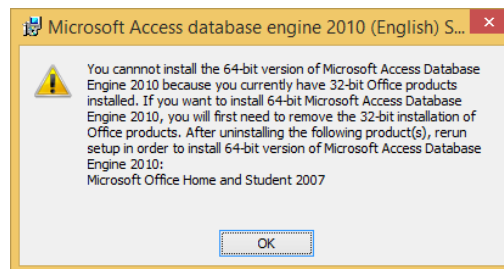 Microsoft Access database engine 2010 (English) S...
You cannnot install the 64-bit version of Microsoft Access Database
Engine 2010 because you currently have 32-bit Office products
installed. If you want to install 64-bit Microsoft Access Database
Engine 2010, you will first need to remove the 32-bit installation of
Office products. After uninstalling the following product(s), rerun
setup in order to install 64-bit version of Microsoft Access Database
Engine 2010:
Microsoft Office Home and Student 2007
OK